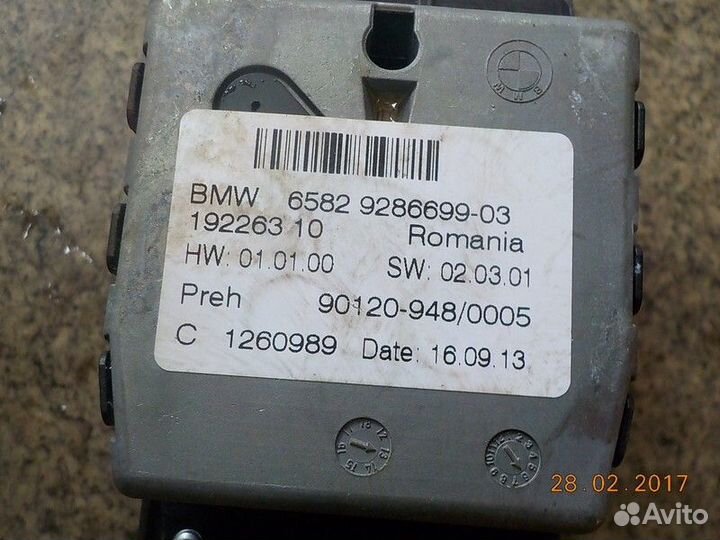 BMW
BMW 6582 9286699-03
192263 10 Romania
HW: 01.01.00 SW: 02.03.01
Preh 90120-948/0005
C 1260989 Date: 16.09.13
28.02.2017
Avito